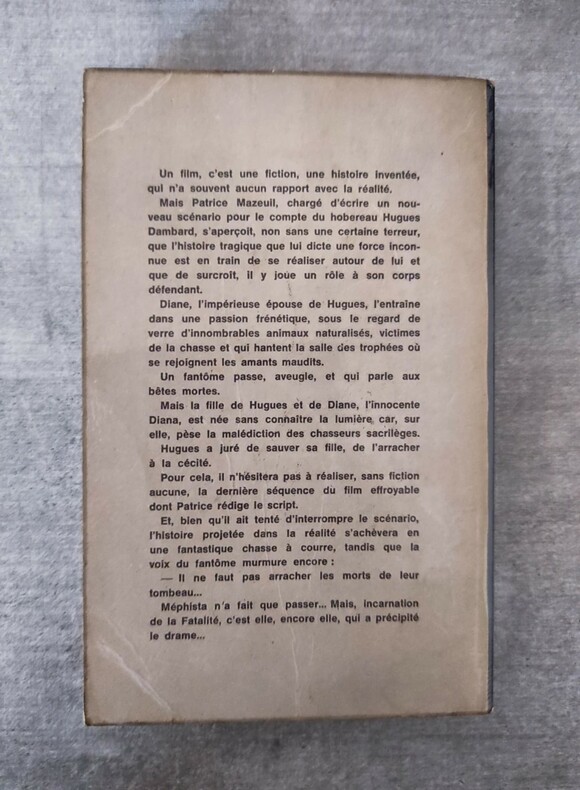 Un film, c'est une fiction, une histoire inventée,
qui n'a souvent aucun rapport avec la réalité.
Mais Patrice Mazeuil, chargé d'écrire un nou-
veau scénario pour le compte du hobereau Hugues
Dambard, s'aperçoit, non sans une certaine terreur,
que l'histoire tragique que lui dicte une force incon-
nue est en train de se réaliser autour de lui et
que de surcroit, il y joue un rôle à son corps
défendant.
Diane, l'impérieuse épouse de Hugues, l'entraîne
dans une passion frénétique, sous le regard de
verre d'innombrables animaux naturalisés, victimes
de la chasse et qui hantent la salle des trophées où
se rejoignent les amants maudits.
Un fantôme passe, aveugle, et qui parle aux
bêtes mortes.
Mais la fille de Hugues et de Diane, l'innocente
Diana, est née sans connaître la lumière car, sur
elle, pèse la malédiction des chasseurs sacrilèges.
Hugues a juré de sauver sa fille, de l'arracher
à la cécité.
Pour cela, il n'hésitera pas à réaliser, sans fiction
aucune, la dernière séquence du film effroyable
dont Patrice rédige le script.
Et, bien qu'il ait tenté d'interrompre le scénario,
l'histoire projetée dans la réalité s'achèvera en
une fantastique chasse à courre, tandis que la
voix du fantôme murmure encore :
— Il ne faut pas arracher les morts de leur
tombeau...
Méphista n'a fait que passer... Mais, incarnation
de la Fatalité, c'est elle, encore elle, qui a précipité
le drame...